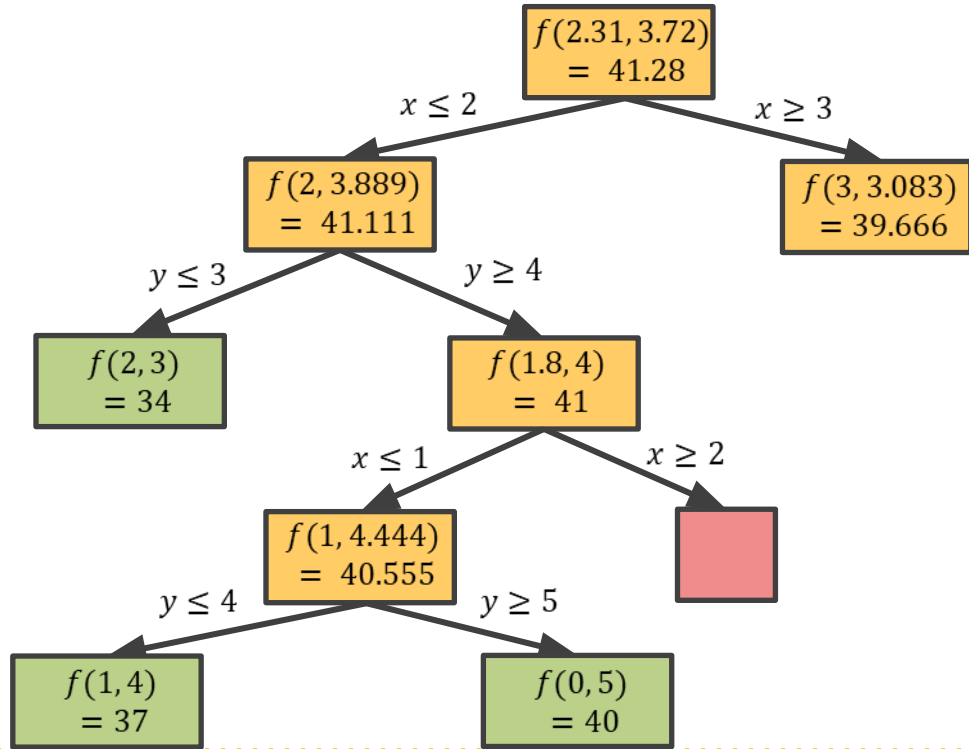 f(2.31, 3.72)
= 41.28
x ≤ 2
x ≥ 3
f(2, 3.889)
= 41.111
f(3, 3.083)
= 39.666
y ≤ 3
y ≥ 4
f(2, 3)
= 34
f(1.8, 4)
= 41
x ≤ 1
x ≥ 2
f(1, 4.444)
= 40.555
y ≤ 4
y ≥ 5
f(1, 4)
= 37
f(0, 5)
= 40